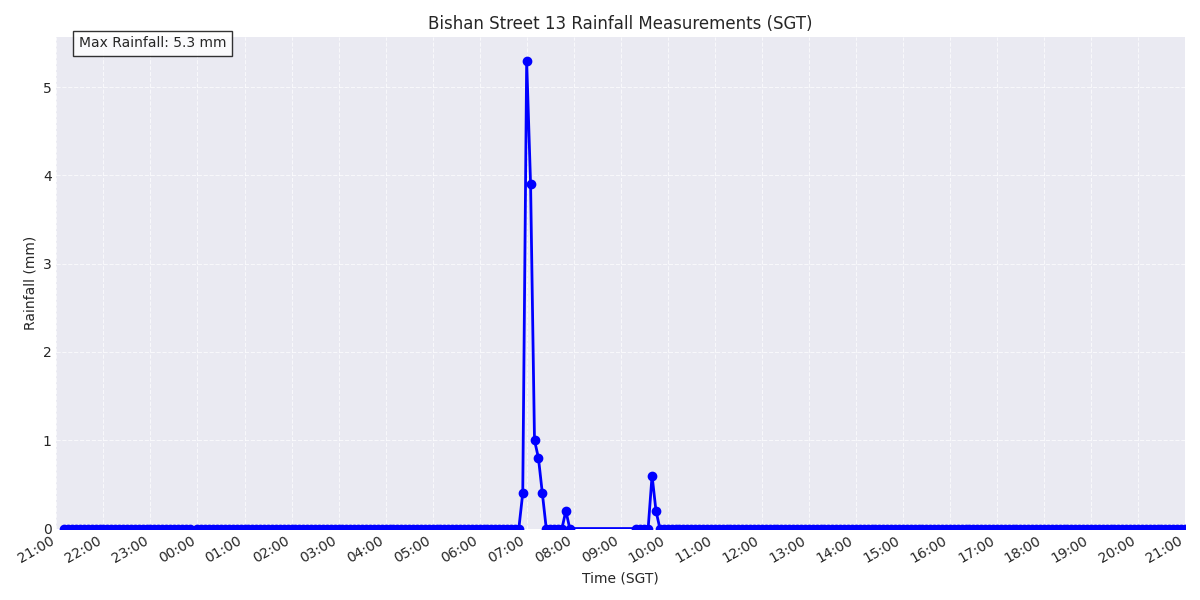 Bishan Street 13 Rainfall Measurements (SGT)
Max Rainfall: 5.3 mm
Rainfall (mm)
5
4
3
2
1
0
21:00 22:00 23:00 00:00 01:00 02:00 03:00 04:00 05:00 06:00 07:00 08:00 09:00 10:00 11:00 12:00 13:00 14:00 15:00 16:00 17:00 18:00 19:00 20:00 21:00
Time (SGT)